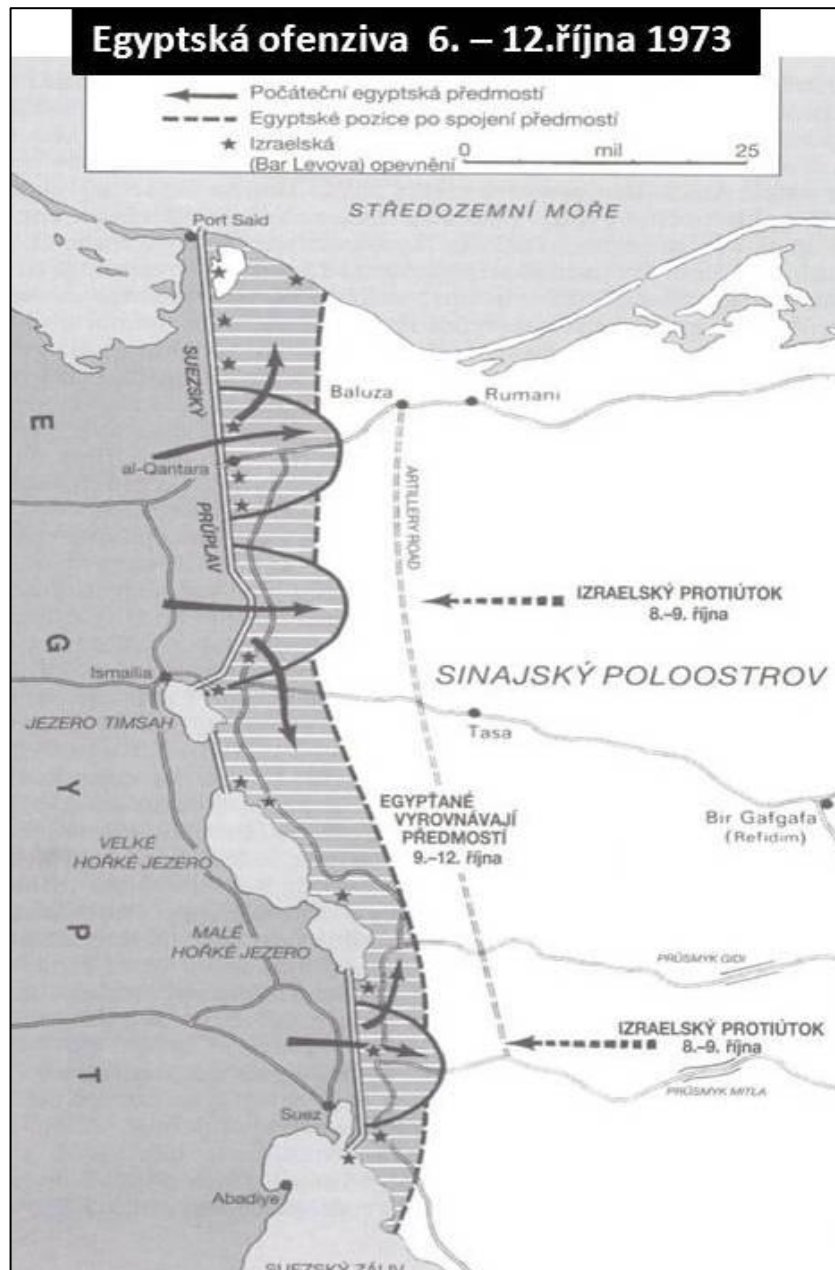 Egyptská ofenziva 6. – 12.října 1973
Počáteční egyptská předmostí
Egyptské pozice po spojení předmostí
Izraelská
(Bar Levova) opevnění
0 mil 25
STŘEDOZEMNÍ MOŘE
Port Said
SUEZSKÝ
PRŮPLAV
Baluza
Rumani
al-Qantara
ARTILLERY ROAD
IZRAELSKÝ PROTIÚTOK
8.–9. října
Ismailia
SINAJSKÝ POLOOSTROV
JEZERO TIMSAH
Tasa
EGYPŤANÉ
VYROVNÁVAJÍ
PŘEDMOSTÍ
9.–12. října
Bir Gafgafa
(Refidim)
VELKÉ
HOŘKÉ JEZERO
MALÉ
HOŘKÉ JEZERO
PRŮSMYK GIDI
IZRAELSKÝ PROTIÚTOK
8.–9. října
PRŮSMYK MITLA
Suez
Abadiye
SUEZSKÝ ZÁLIV
EGYPT